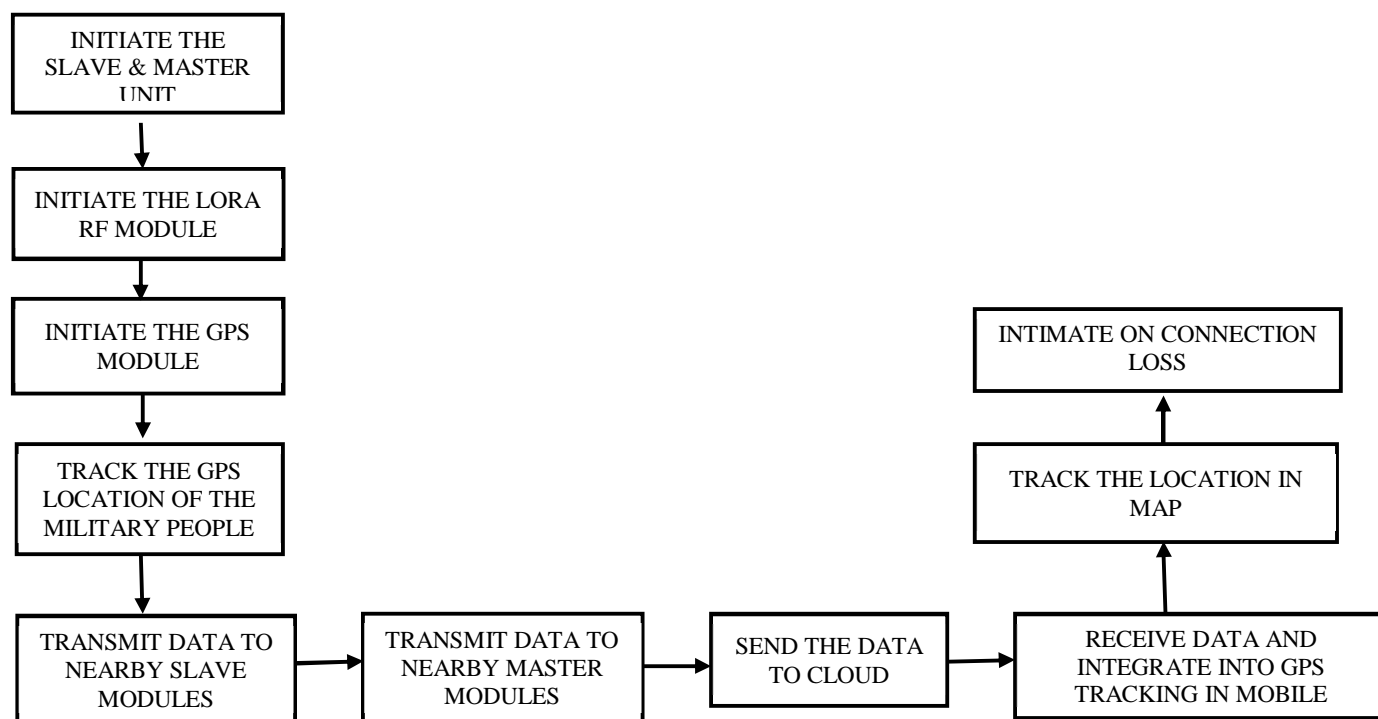 INITIATE THE
SLAVE & MASTER
UNIT
INITIATE THE LORA
RF MODULE
INITIATE THE GPS
MODULE
TRACK THE GPS
LOCATION OF THE
MILITARY PEOPLE
TRANSMIT DATA TO
NEARBY SLAVE
MODULES
TRANSMIT DATA TO
NEARBY MASTER
MODULES
SEND THE DATA
TO CLOUD
RECEIVE DATA AND
INTEGRATE INTO GPS
TRACKING IN MOBILE
TRACK THE LOCATION IN
MAP
INTIMATE ON CONNECTION
LOSS